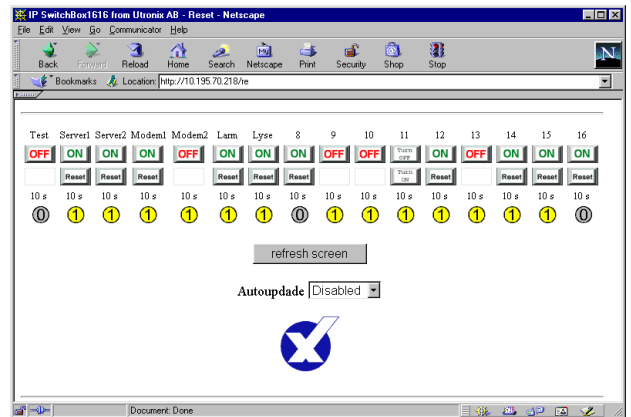 IP SwitchBox1616 from Utronix AB - Reset - Netscape
File Edit View Go Communicator Help
Back Forward Reload Home Search Netscape Print Security Shop Stop
Bookmarks Location: http://10.195.70.218/re
Test Server1 Server2 Modem1 Modem2 Larm Lyse 8 9 10 11 12 13 14 15 16
OFF ON ON ON OFF ON ON ON OFF OFF Turn OFF ON OFF ON ON ON
Reset Reset Reset Reset Reset Reset Turn ON Reset Reset Reset Reset
10 s 10 s 10 s 10 s 10 s 10 s 10 s 10 s 10 s 10 s 10 s 10 s 10 s 10 s 10 s 10 s
0 1 1 1 1 1 1 0 1 1 1 1 1 1 1 0
refresh screen
Autoupdade Disabled
Document: Done